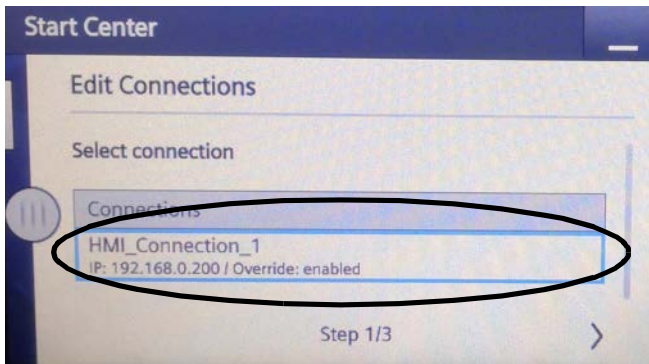 Start Center
Edit Connections
Select connection
Connections
HMI_Connection_1
IP: 192.168.0.200 / Override: enabled
Step 1/3